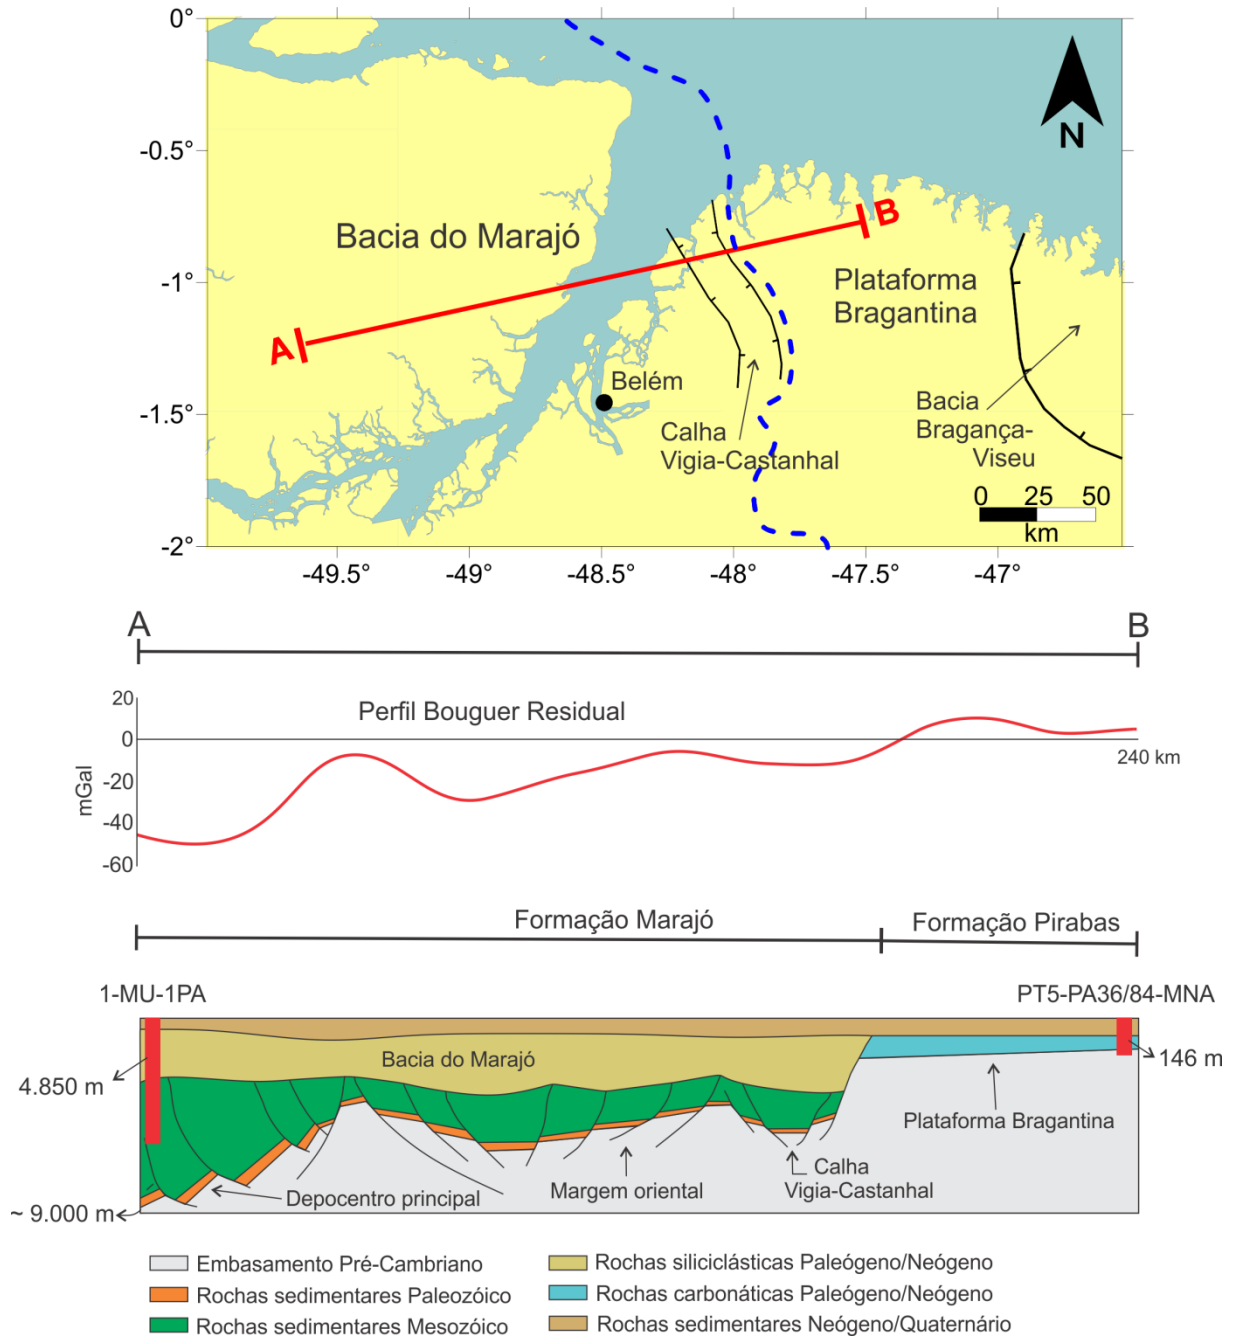 0°
-0.5°
-1°
-1.5°
-2°
N
Bacia do Marajó
A
B
Plataforma
Bragantina
Belém
Calha
Vigia-Castanhal
Bacia
Bragança-
Viseu
0 25 50
km
-49.5° -49° -48.5° -48° -47.5° -47°
A B
20
0
-20
-40
-60
mGal
Perfil Bouguer Residual
240 km
Formação Marajó Formação Pirabas
1-MU-1PA PT5-PA36/84-MNA
Bacia do Marajó
4.850 m
146 m
Plataforma Bragantina
Depocentro principal
Margem oriental
Calha
Vigia-Castanhal
~ 9.000 m
Embasamento Pré-Cambriano
Rochas sedimentares Paleozóico
Rochas sedimentares Mesozóico
Rochas siliciclásticas Paleógeno/Neógeno
Rochas carbonáticas Paleógeno/Neógeno
Rochas sedimentares Neógeno/Quaternário